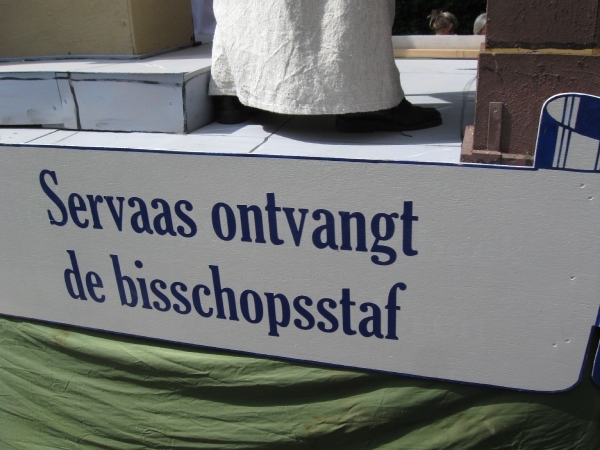 Servaas ontvangt
de bisschopsstaf